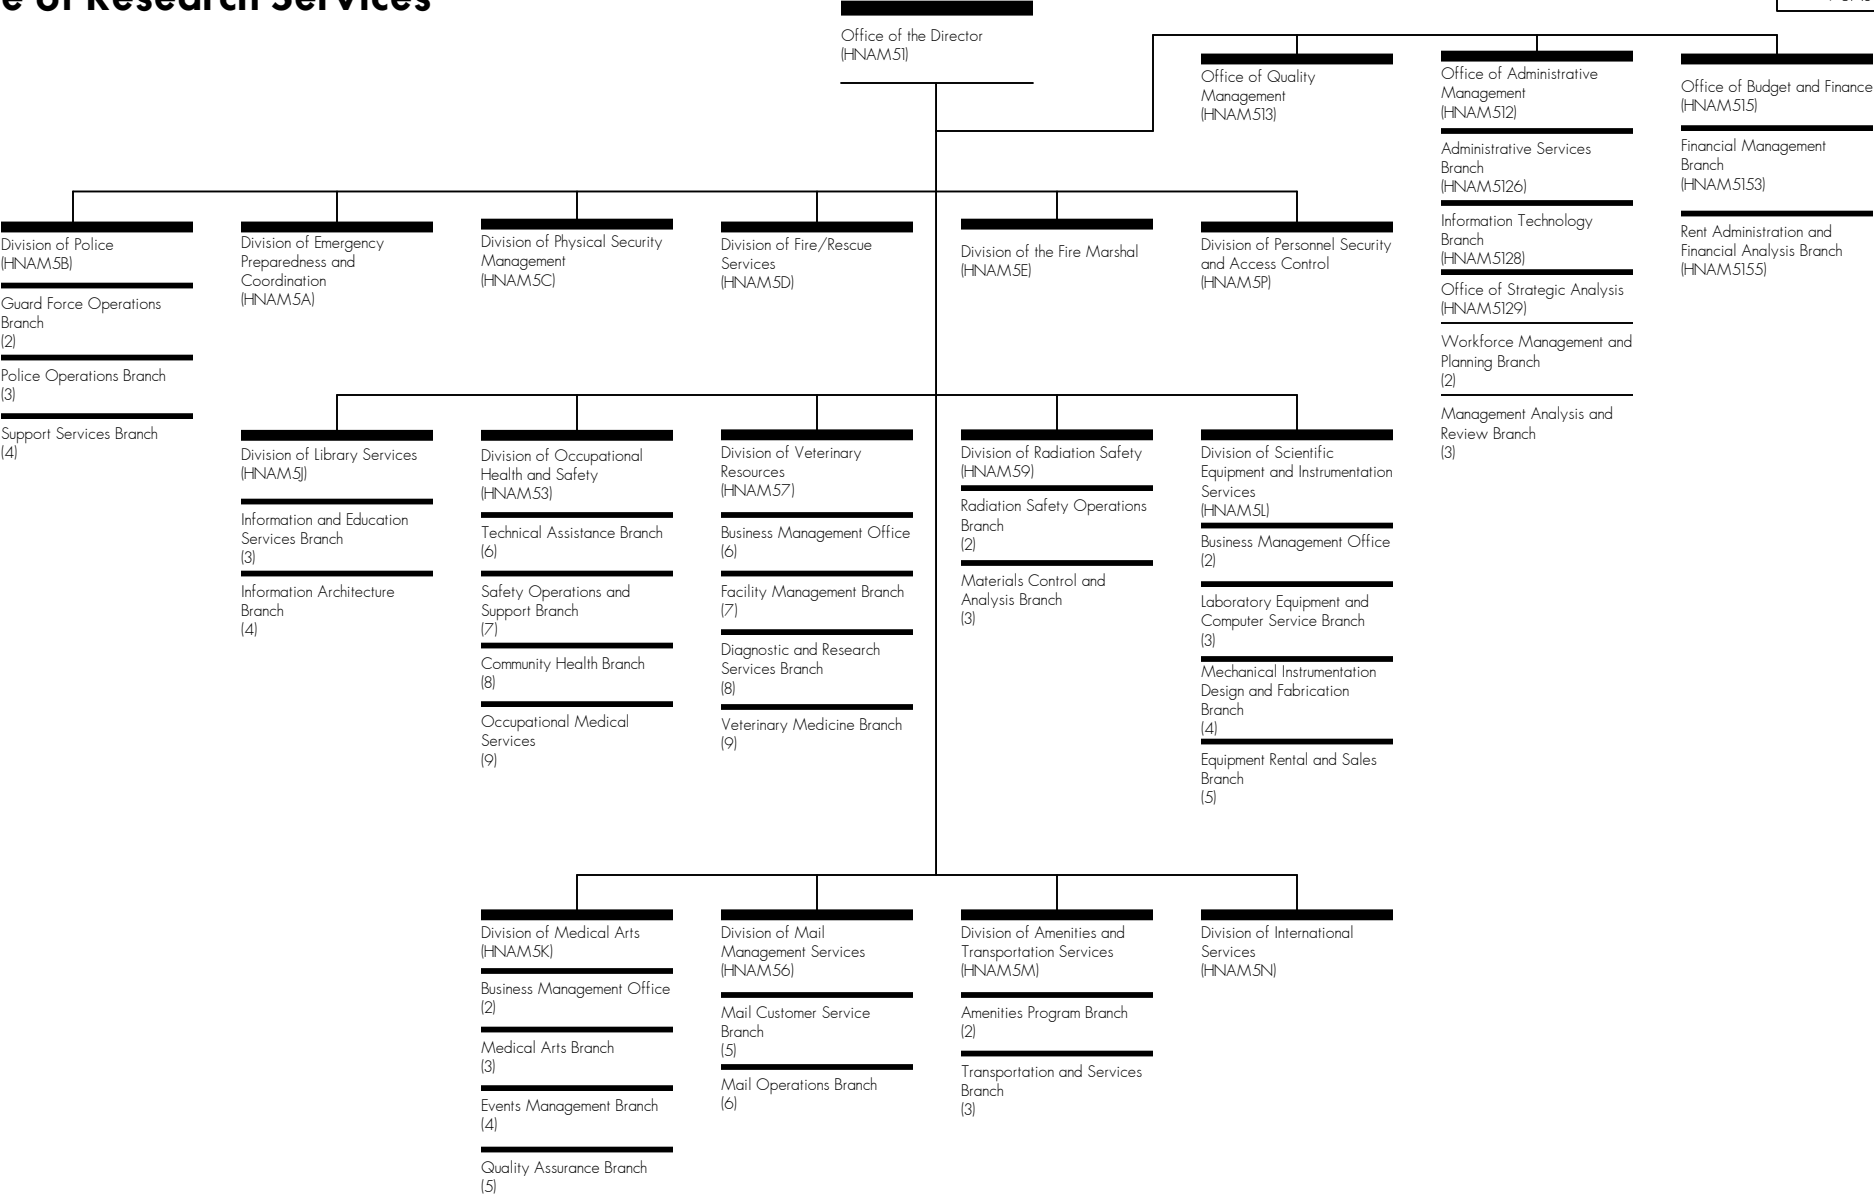 e of Research Services
Office of the Director
(HNAM51)
Office of Quality
Management
(HNAM513)
Office of Administrative
Management
(HNAM512)
Administrative Services
Branch
(HNAM5126)
Information Technology
Branch
(HNAM5128)
Office of Strategic Analysis
(HNAM5129)
Workforce Management and
Planning Branch
(2)
Management Analysis and
Review Branch
(3)
Office of Budget and Finance
(HNAM515)
Financial Management
Branch
(HNAM5153)
Rent Administration and
Financial Analysis Branch
(HNAM5155)
Division of Police
(HNAM5B)
Guard Force Operations
Branch
(2)
Police Operations Branch
(3)
Support Services Branch
(4)
Division of Emergency
Preparedness and
Coordination
(HNAM5A)
Division of Physical Security
Management
(HNAM5C)
Division of Fire/Rescue
Services
(HNAM5D)
Division of the Fire Marshal
(HNAM5E)
Division of Personnel Security
and Access Control
(HNAM5P)
Division of Library Services
(HNAM5J)
Information and Education
Services Branch
(3)
Information Architecture
Branch
(4)
Division of Occupational
Health and Safety
(HNAM53)
Technical Assistance Branch
(6)
Safety Operations and
Support Branch
(7)
Community Health Branch
(8)
Occupational Medical
Services
(9)
Division of Veterinary
Resources
(HNAM57)
Business Management Office
(6)
Facility Management Branch
(7)
Diagnostic and Research
Services Branch
(8)
Veterinary Medicine Branch
(9)
Division of Radiation Safety
(HNAM59)
Radiation Safety Operations
Branch
(2)
Materials Control and
Analysis Branch
(3)
Division of Scientific
Equipment and Instrumentation
Services
(HNAM5L)
Business Management Office
(2)
Laboratory Equipment and
Computer Service Branch
(3)
Mechanical Instrumentation
Design and Fabrication
Branch
(4)
Equipment Rental and Sales
Branch
(5)
Division of Medical Arts
(HNAM5K)
Business Management Office
(2)
Medical Arts Branch
(3)
Events Management Branch
(4)
Quality Assurance Branch
(5)
Division of Mail
Management Services
(HNAM56)
Mail Customer Service
Branch
(5)
Mail Operations Branch
(6)
Division of Amenities and
Transportation Services
(HNAM5M)
Amenities Program Branch
(2)
Transportation and Services
Branch
(3)
Division of International
Services
(HNAM5N)